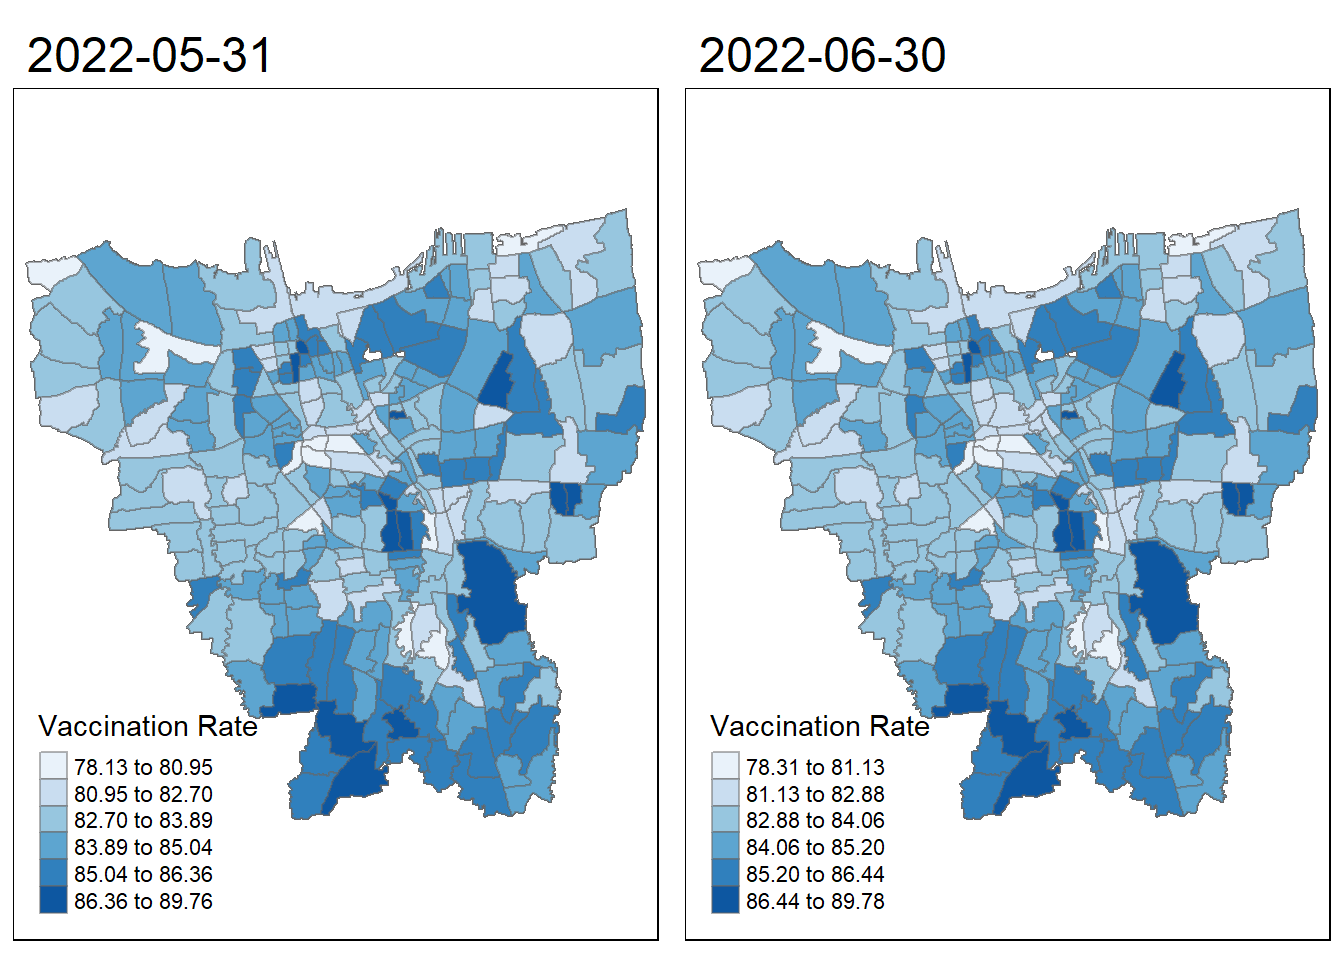 2022-05-31
Vaccination Rate
78.13 to 80.95
80.95 to 82.70
82.70 to 83.89
83.89 to 85.04
85.04 to 86.36
86.36 to 89.76
2022-06-30
Vaccination Rate
78.31 to 81.13
81.13 to 82.88
82.88 to 84.06
84.06 to 85.20
85.20 to 86.44
86.44 to 89.78